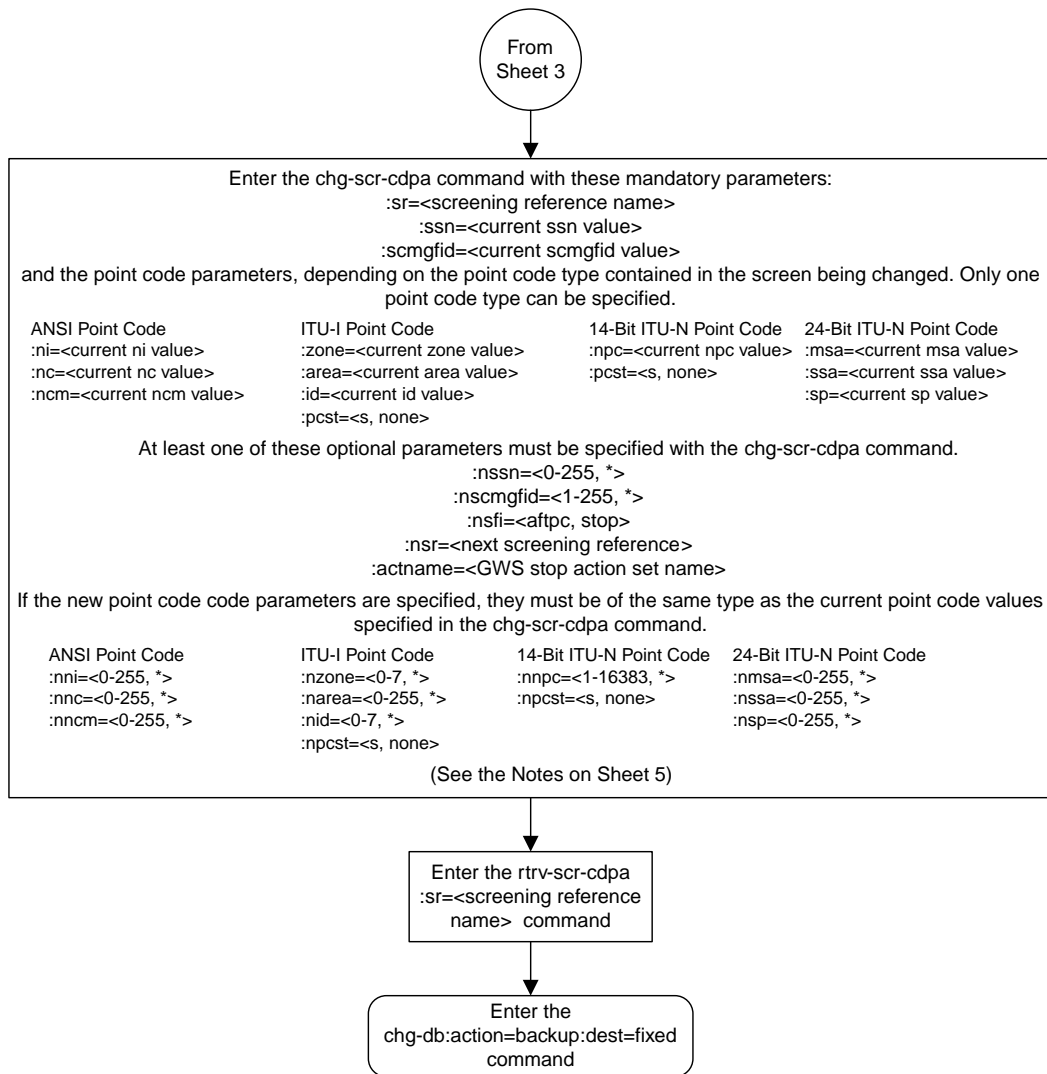 From
Sheet 3
Enter the chg-scr-cdpa command with these mandatory parameters:
:sr=<screening reference name>
:ssn=<current ssn value>
:scmgfid=<current scmgfid value>
and the point code parameters, depending on the point code type contained in the screen being changed. Only one
point code type can be specified.
ANSI Point Code
:ni=<current ni value>
:nc=<current nc value>
:ncm=<current ncm value>
ITU-I Point Code
:zone=<current zone value>
:area=<current area value>
:id=<current id value>
:pcst=<s, none>
14-Bit ITU-N Point Code
:npc=<current npc value>
:pcst=<s, none>
24-Bit ITU-N Point Code
:msa=<current msa value>
:ssa=<current ssa value>
:sp=<current sp value>
At least one of these optional parameters must be specified with the chg-scr-cdpa command.
:nssn=<0-255, *>
:nscmgfid=<1-255, *>
:nsfi=<aftpc, stop>
:nsr=<next screening reference>
:actname=<GWS stop action set name>
If the new point code code parameters are specified, they must be of the same type as the current point code values
specified in the chg-scr-cdpa command.
ANSI Point Code
:nni=<0-255, *>
:nnc=<0-255, *>
:nncm=<0-255, *>
ITU-I Point Code
:nzone=<0-7, *>
:narea=<0-255, *>
:nid=<0-7, *>
:npcst=<s, none>
14-Bit ITU-N Point Code
:nnpc=<1-16383, *>
:npcst=<s, none>
24-Bit ITU-N Point Code
:nmsa=<0-255, *>
:nssa=<0-255, *>
:nsp=<0-255, *>
(See the Notes on Sheet 5)
Enter the rtrv-scr-cdpa
:sr=<screening reference
name> command
Enter the
chg-db:action=backup:dest=fixed
command